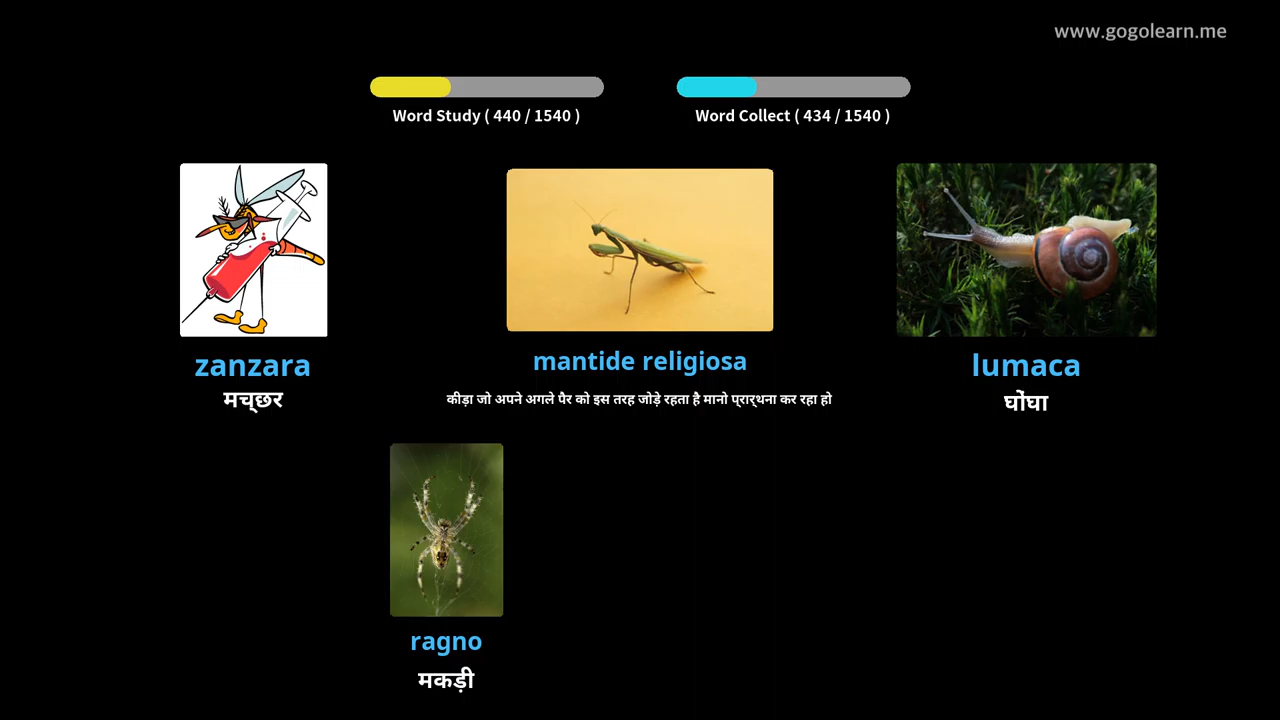 www.gogolearn.me
Word Study ( 440 / 1540 )
Word Collect ( 434 / 1540 )
zanzara
मच्छर
mantide religiosa
कीड़ा जो अपने अगले पैर को इस तरह जोड़े रहता है मानो प्रार्थना कर रहा हो
lumaca
घोंघा
ragno
मकड़ी